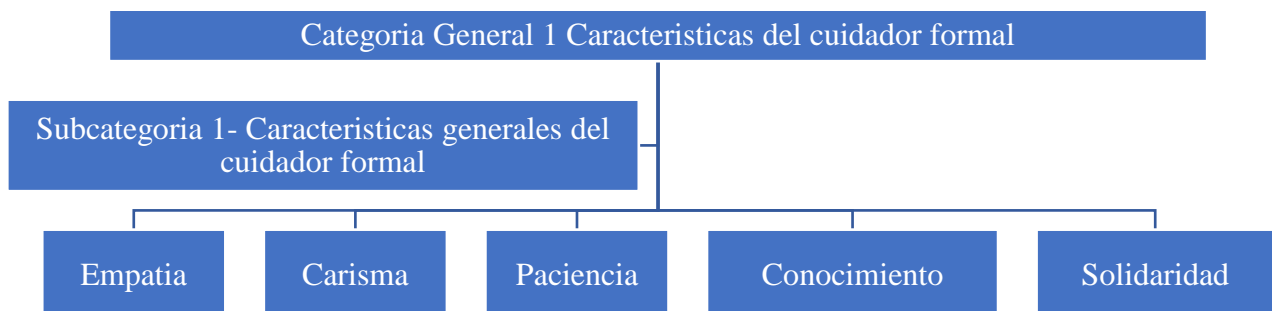 Categoria General 1 Caracteristicas del cuidador formal
Subcategoria 1- Caracteristicas generales del
cuidador formal
Empatia
Carisma
Paciencia
Conocimiento
Solidaridad